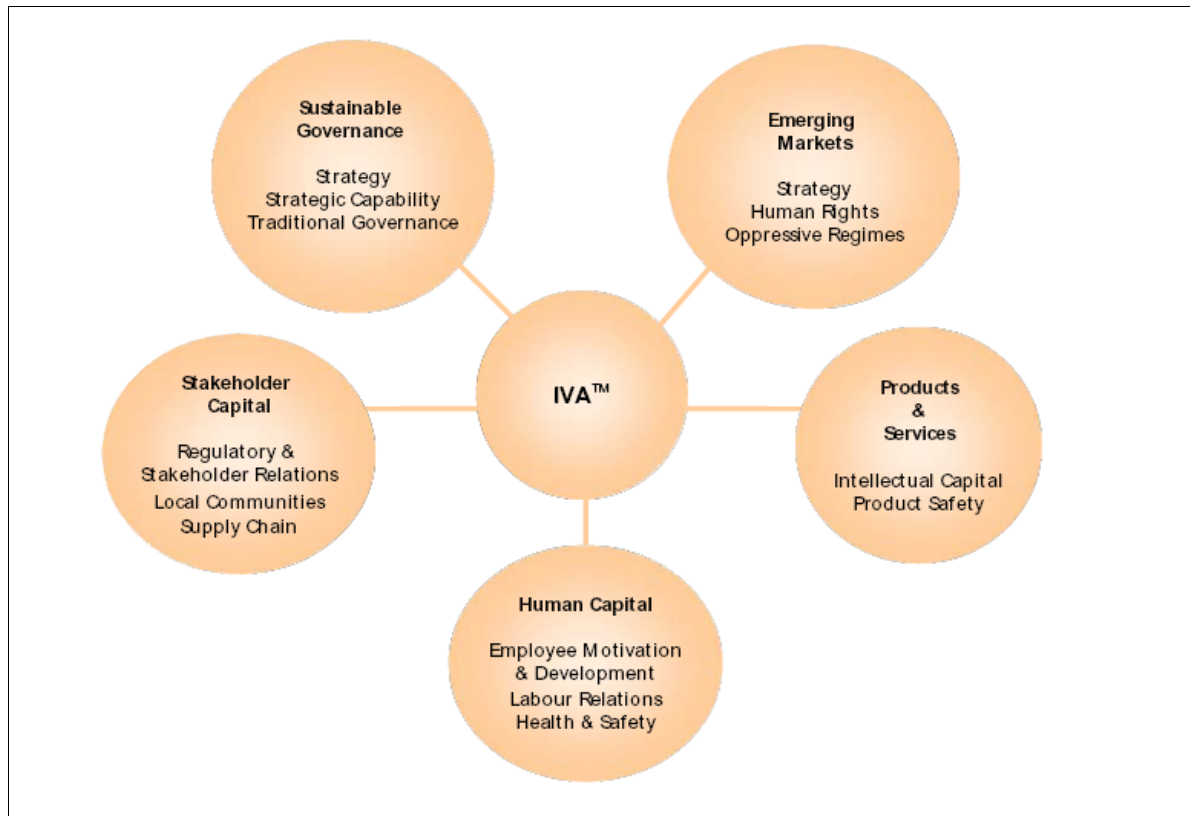 Sustainable
Governance
Strategy
Strategic Capability
Traditional Governance
Emerging
Markets
Strategy
Human Rights
Oppressive Regimes
Stakeholder
Capital
Regulatory &
Stakeholder Relations
Local Communities
Supply Chain
IVA™
Products
&
Services
Intellectual Capital
Product Safety
Human Capital
Employee Motivation
& Development
Labour Relations
Health & Safety